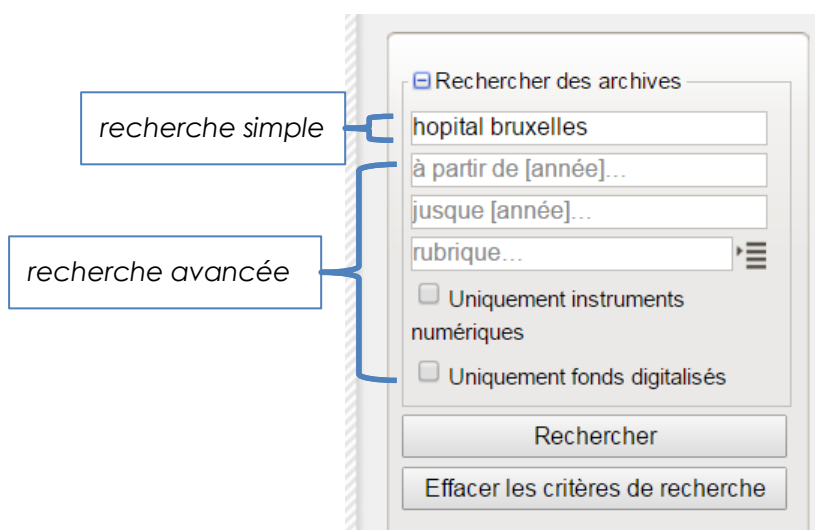 Rechercher des archives
recherche simple
hopital bruxelles
à partir de [année]...
jusque [année]...
rubrique...
recherche avancée
Uniquement instruments
numériques
Uniquement fonds digitalisés
Rechercher
Effacer les critères de recherche